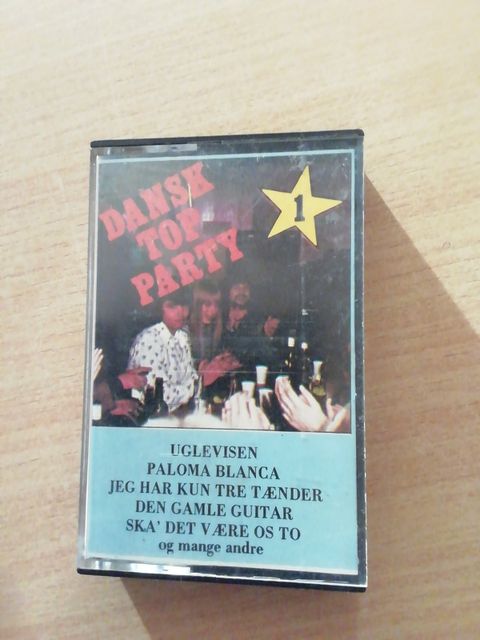 DANSK
TOP
PARTY
1
UGLEVISEN
PALOMA BLANCA
JEG HAR KUN TRE TÆNDER
DEN GAMLE GUITAR
SKA' DET VÆRE OS TO
og mange andre